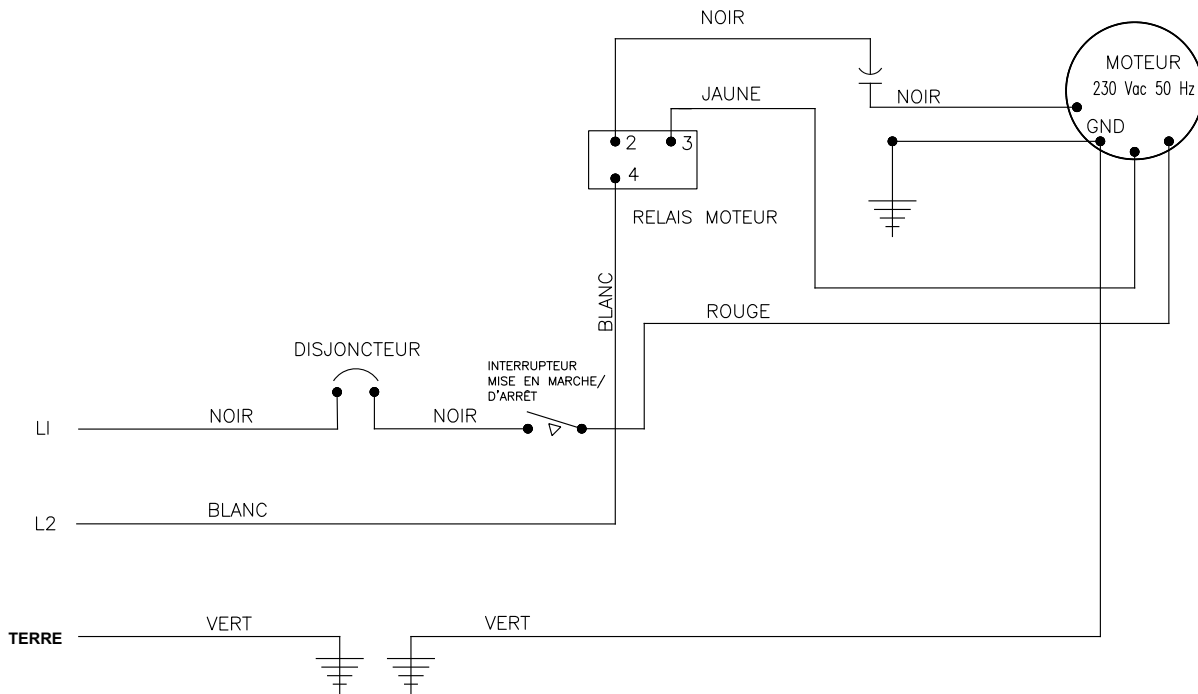 NOIR
MOTEUR
230 Vac 50 Hz
JAUNE
NOIR
GND
2
3
4
RELAIS MOTEUR
BLANC
ROUGE
DISJONCTEUR
INTERRUPTEUR
MISE EN MARCHE/
D'ARRÊT
NOIR
NOIR
L1
BLANC
L2
VERT
VERT
TERRE